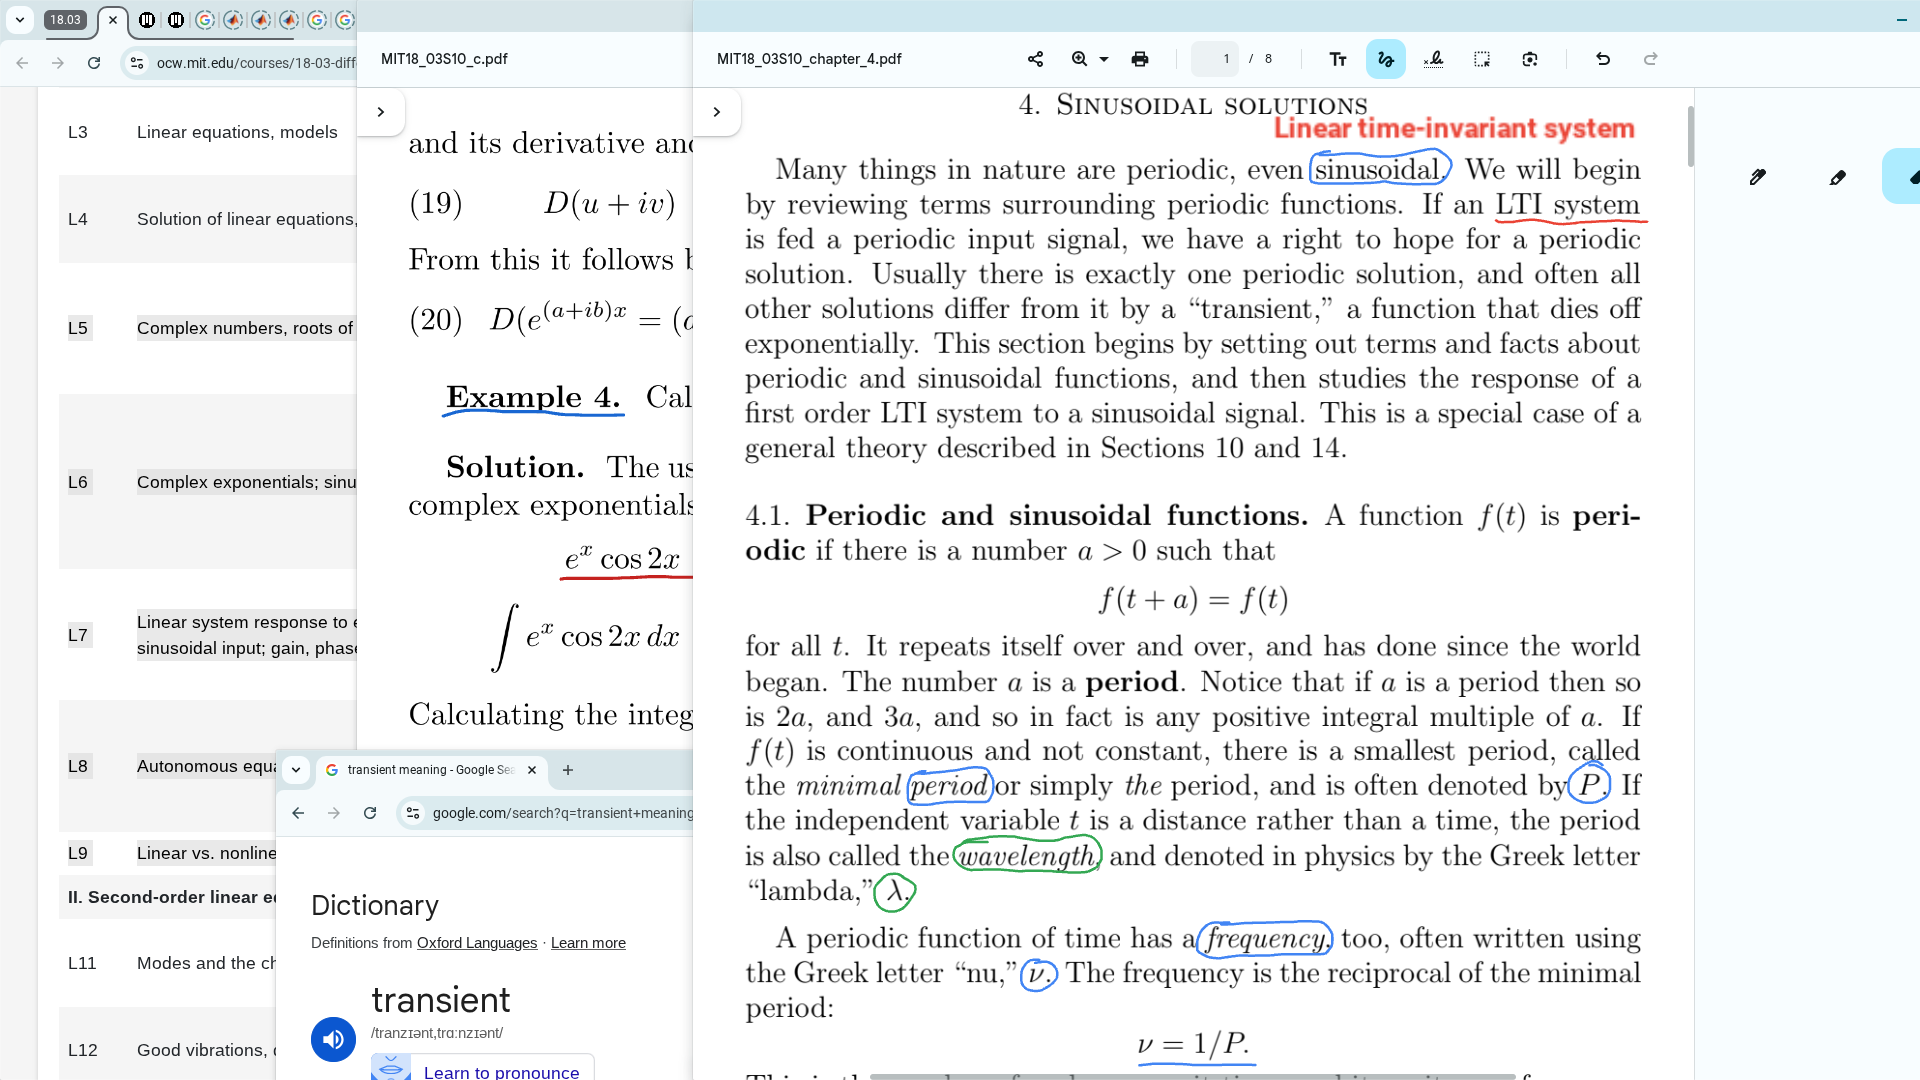 18.03
ocw.mit.edu/courses/18-03-diff
L3 Linear equations, models
L4 Solution of linear equations,
L5 Complex numbers, roots of
L6 Complex exponentials; sinu
L7 Linear system response to e
sinusoidal input; gain, phase
L8 Autonomous equa
L9 Linear vs. nonline
II. Second-order linear e
L11 Modes and the ch
L12 Good vibrations,
MIT18_03S10_c.pdf
and its derivative and
(19) D(u + iv)
From this it follows b
(20) D(e^{(a+ib)x} = (a
Example 4. Cal
Solution. The us
complex exponentials
e^x cos 2x
∫ e^x cos 2x dx
Calculating the integ
transient meaning - Google Sea
google.com/search?q=transient+meaning
Dictionary
Definitions from Oxford Languages · Learn more
transient
/ˈtranzɪənt,ˈtrɑːnzɪənt/
Learn to pronounce
MIT18_03S10_chapter_4.pdf
1 / 8
4. Sinusoidal solutions
Linear time-invariant system
Many things in nature are periodic, even sinusoidal. We will begin
by reviewing terms surrounding periodic functions. If an LTI system
is fed a periodic input signal, we have a right to hope for a periodic
solution. Usually there is exactly one periodic solution, and often all
other solutions differ from it by a “transient,” a function that dies off
exponentially. This section begins by setting out terms and facts about
periodic and sinusoidal functions, and then studies the response of a
first order LTI system to a sinusoidal signal. This is a special case of a
general theory described in Sections 10 and 14.
4.1. Periodic and sinusoidal functions. A function f(t) is peri-
odic if there is a number a > 0 such that
f(t + a) = f(t)
for all t. It repeats itself over and over, and has done since the world
began. The number a is a period. Notice that if a is a period then so
is 2a, and 3a, and so in fact is any positive integral multiple of a. If
f(t) is continuous and not constant, there is a smallest period, called
the minimal period or simply the period, and is often denoted by P. If
the independent variable t is a distance rather than a time, the period
is also called the wavelength, and denoted in physics by the Greek letter
“lambda,” λ.
A periodic function of time has a frequency, too, often written using
the Greek letter “nu,” ν. The frequency is the reciprocal of the minimal
period:
ν = 1/P.